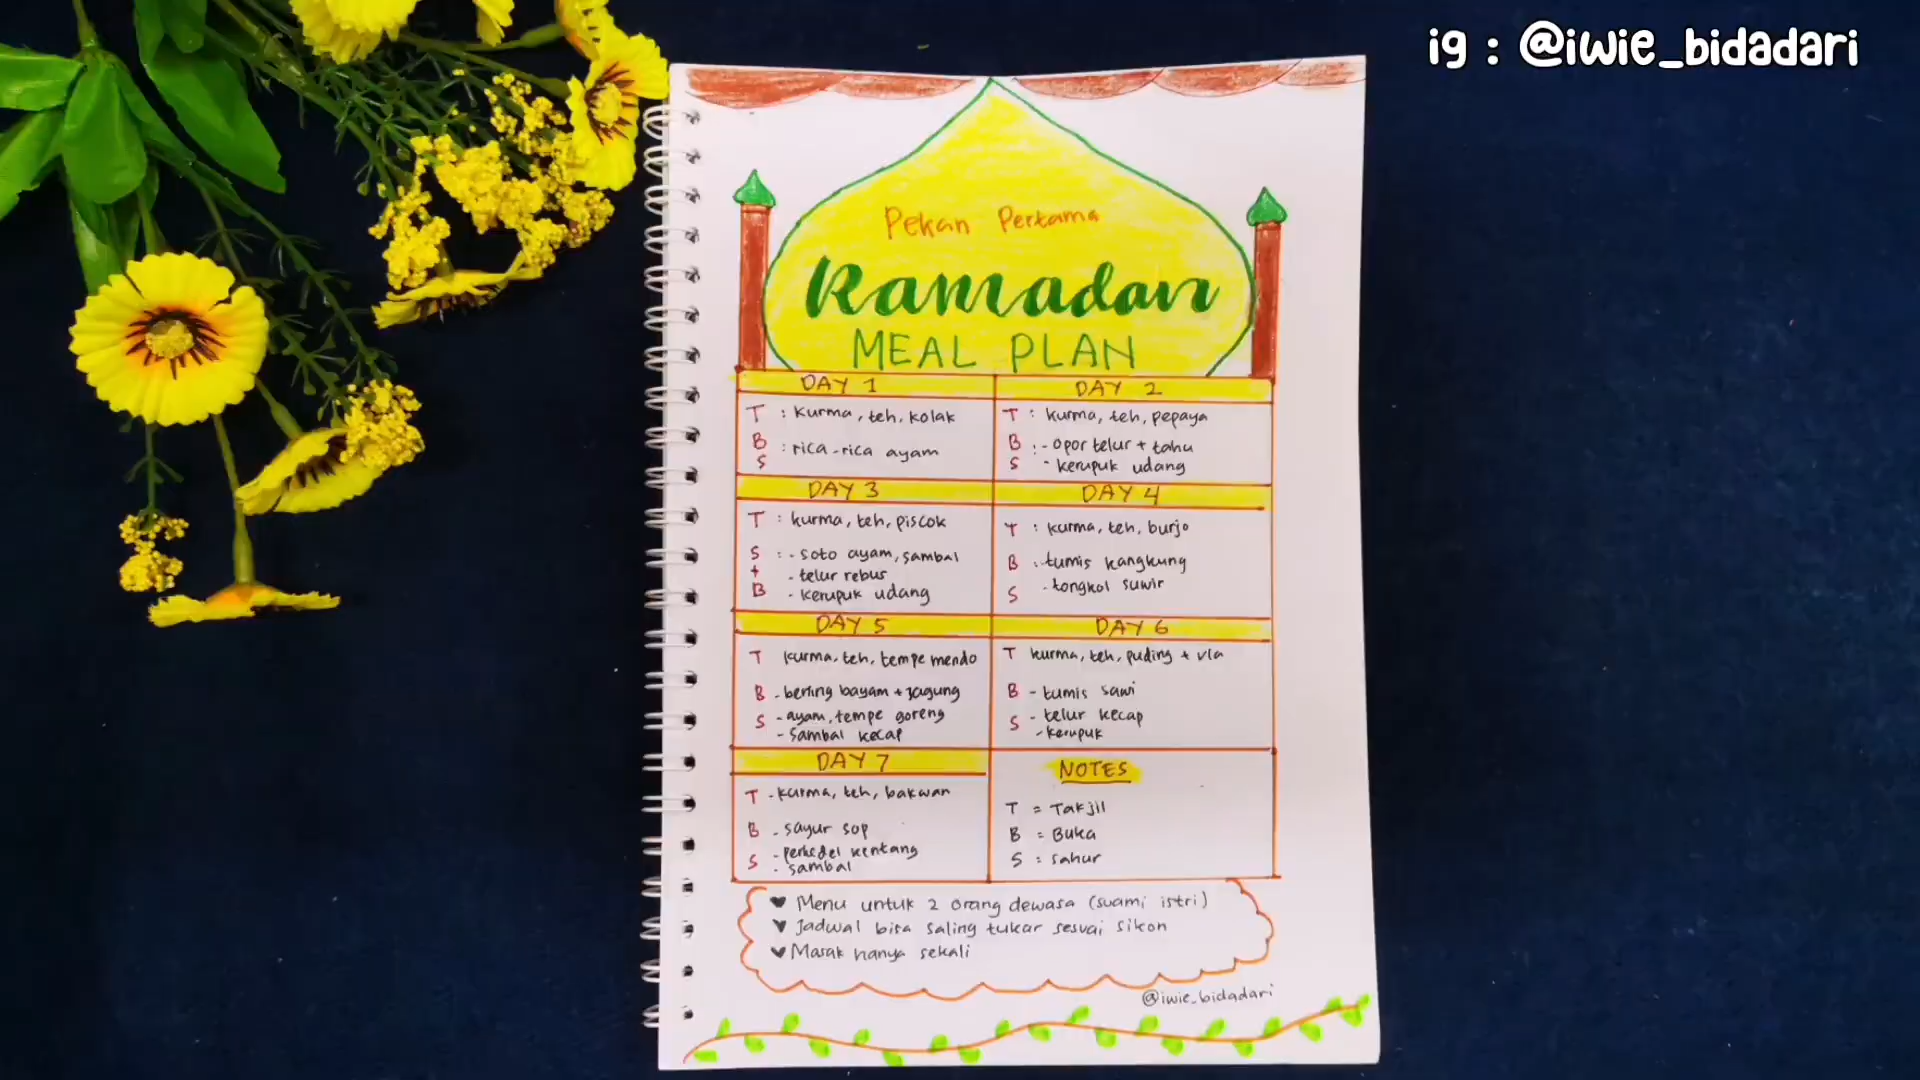 ig : @iwie_bidadari
Pekan Pertama
Ramadan
MEAL PLAN
DAY 1
T : Kurma, teh, kolak
B
S : rica-rica ayam
DAY 2
T : kurma, teh, pepaya
B : - opor telur + tahu
S - kerupuk udang
DAY 3
T : kurma, teh, piscok
S : - soto ayam, sambal
+ - telur rebus
B - kerupuk udang
DAY 4
T : kurma, teh, burjo
B : - tumis kangkung
S - tongkol suwir
DAY 5
T kurma, teh, tempe mendo
B - bening bayam + jagung
S - ayam, tempe goreng
- sambal kecap
DAY 6
T kurma, teh, puding + vla
B - tumis sawi
S - telur kecap
- kerupuk
DAY 7
T - kurma, teh, bakwan
B - sayur sop
S - perkedel kentang
- sambal
NOTES
T = Takjil
B = Buka
S = sahur
Menu untuk 2 orang dewasa (suami istri)
Jadwal bisa saling tukar sesuai sikon
Masak hanya sekali
@iwie_bidadari